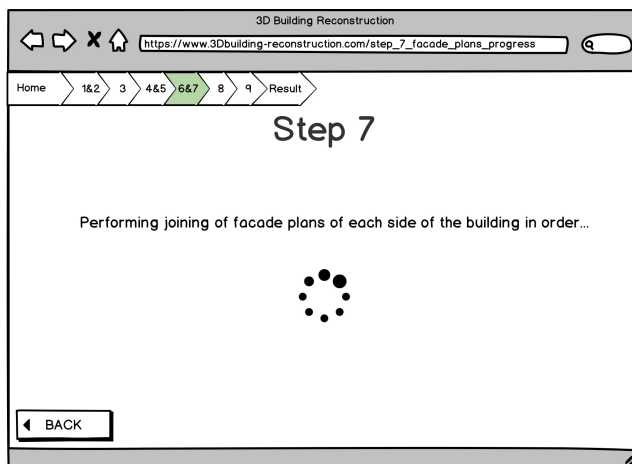 3D Building Reconstruction
https://www.3Dbuilding-reconstruction.com/step_7_facade_plans_progress
Home 1&2 3 4&5 6&7 8 9 Result
Step 7
Performing joining of facade plans of each side of the building in order...
BACK